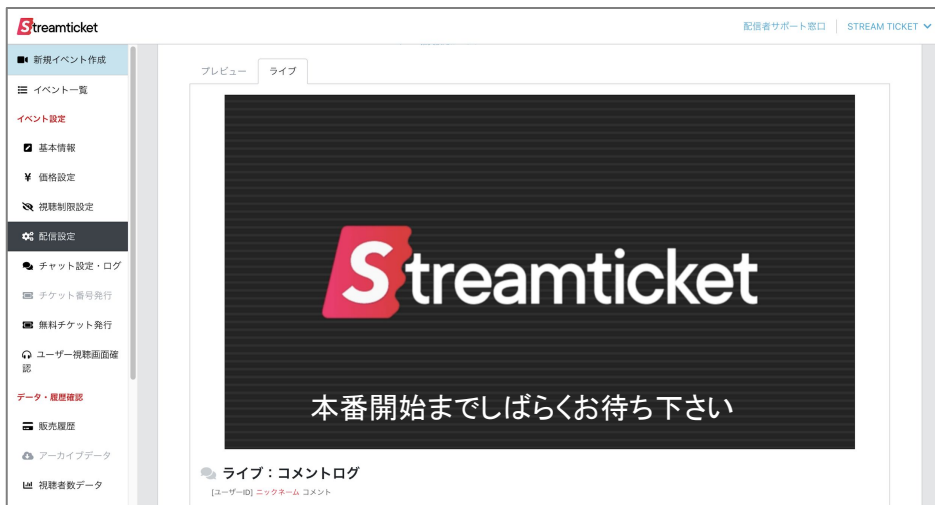 Streamticket
配信者サポート窓口
STREAM TICKET
新規イベント作成
イベント一覧
イベント設定
基本情報
¥ 価格設定
視聴制限設定
配信設定
チャット設定・ログ
チケット番号発行
無料チケット発行
ユーザー視聴画面確
認
データ・履歴確認
販売履歴
アーカイブデータ
視聴者数データ
プレビュー
ライブ
Streamticket
本番開始までしばらくお待ち下さい
ライブ：コメントログ
[ユーザーID] ニックネーム コメント